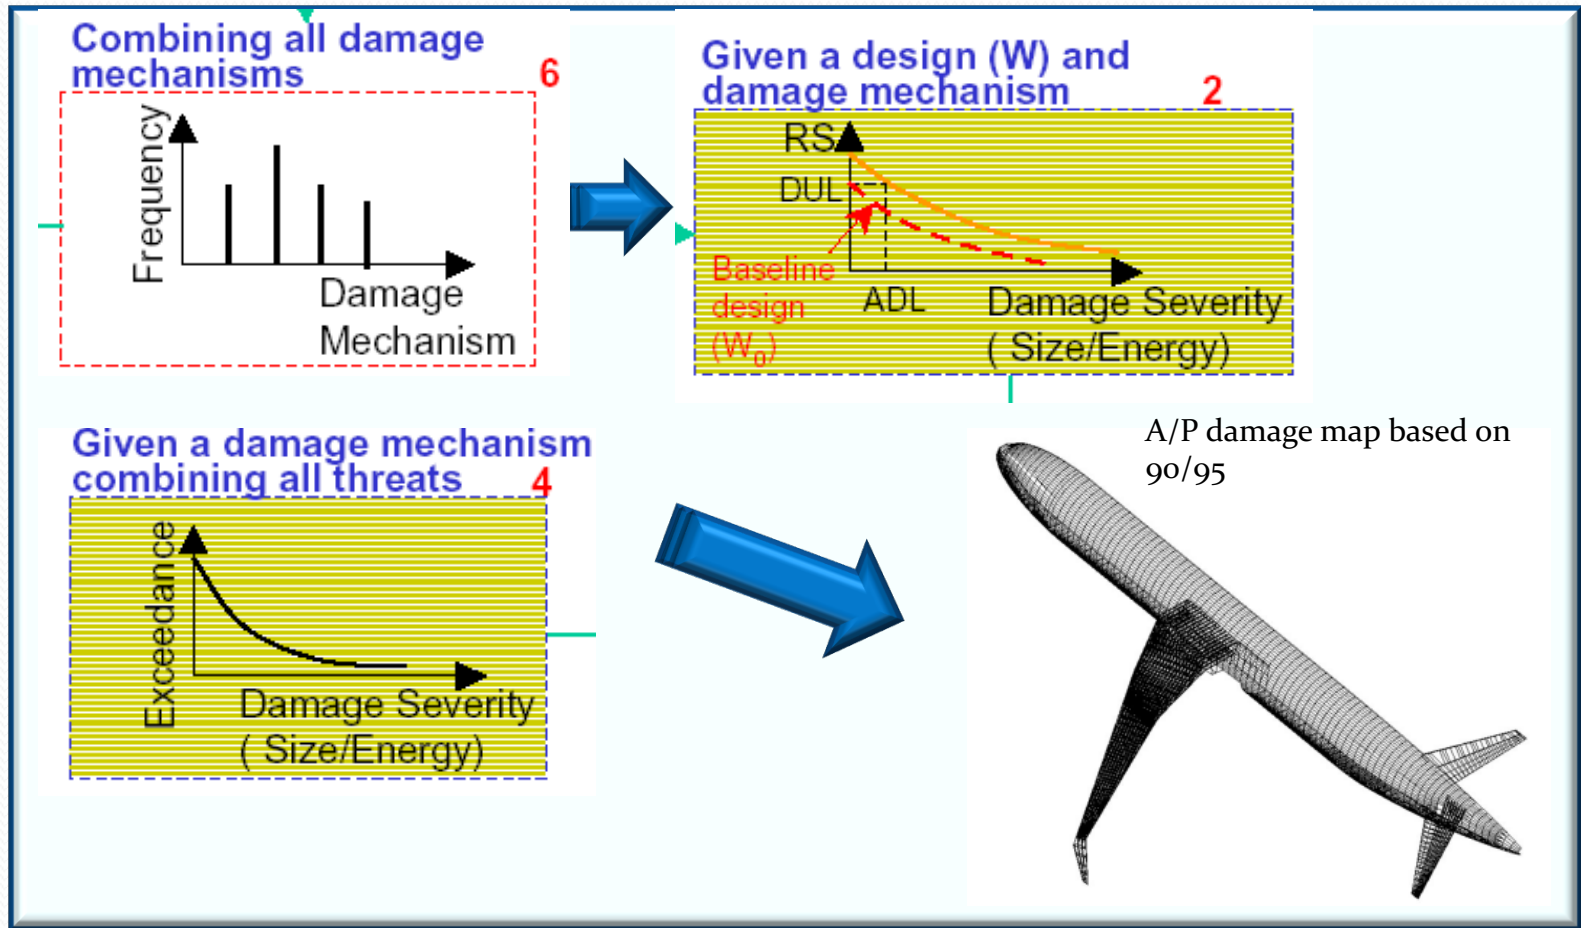 Combining all damage
mechanisms
6
Frequency
Damage
Mechanism
Given a design (W) and
damage mechanism
2
RS
DUL
Baseline
design
(W₀)
ADL
Damage Severity
( Size/Energy)
Given a damage mechanism
combining all threats
4
Exceedance
Damage Severity
( Size/Energy)
A/P damage map based on
90/95